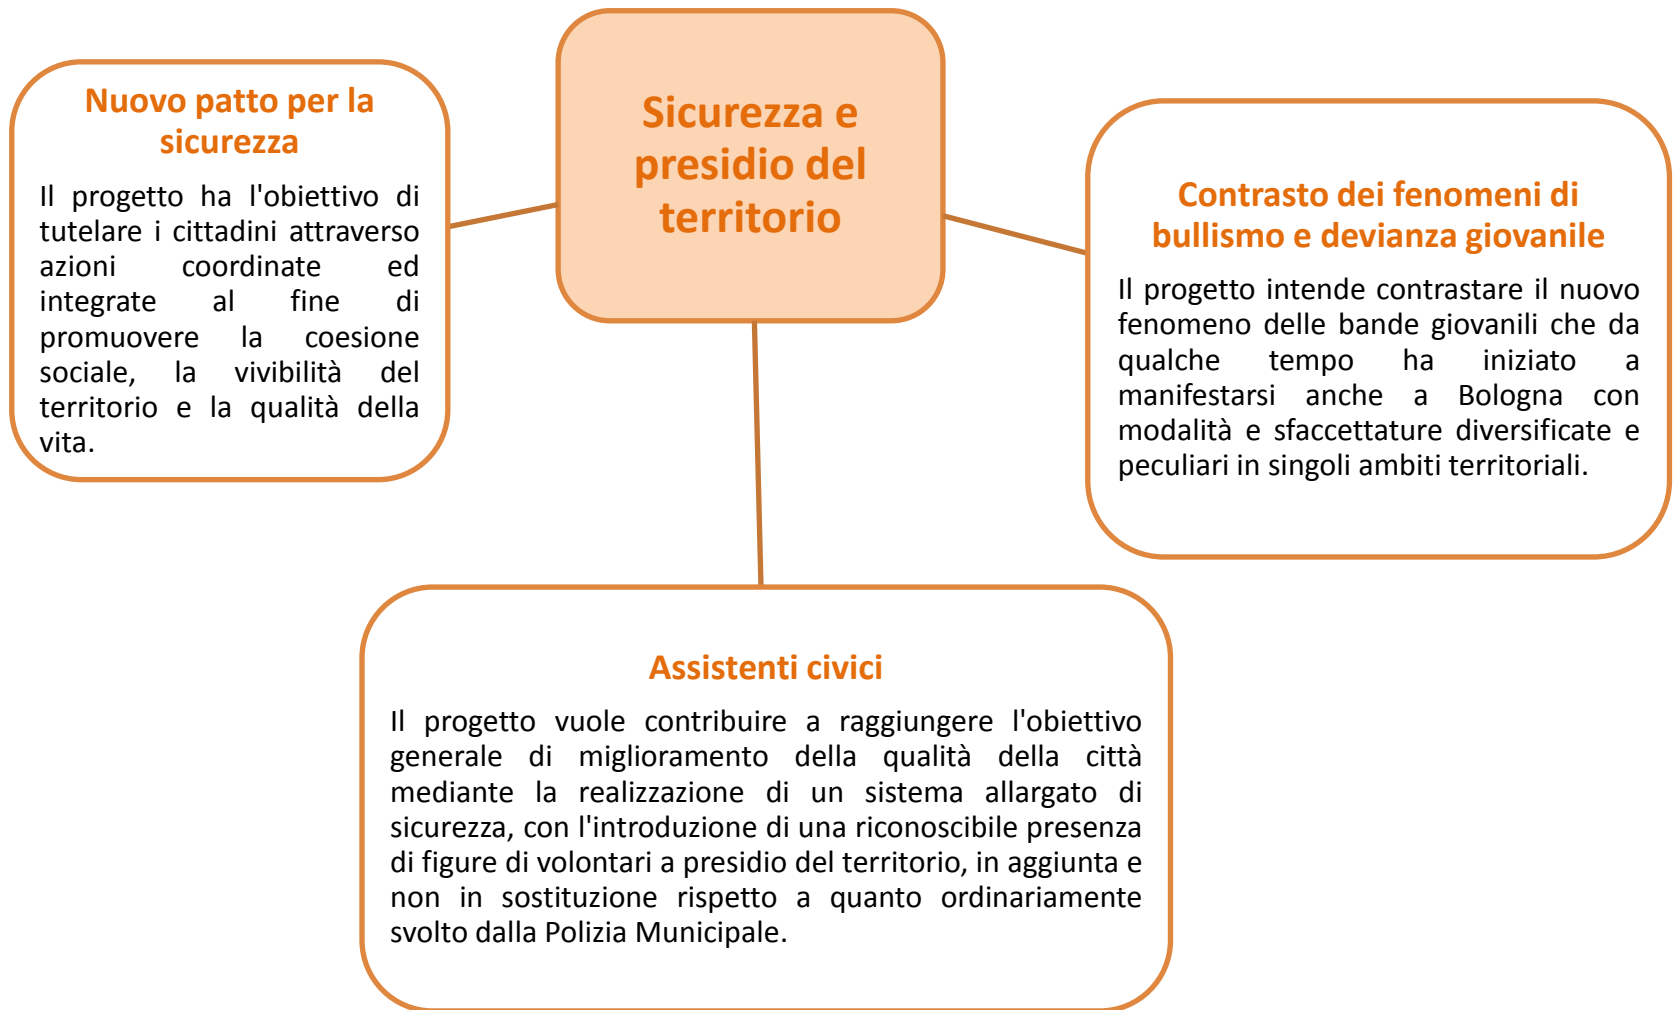 Sicurezza e
presidio del
territorio
Nuovo patto per la
sicurezza
Il progetto ha l'obiettivo di
tutelare i cittadini attraverso
azioni coordinate ed
integrate al fine di
promuovere la coesione
sociale, la vivibilità del
territorio e la qualità della
vita.
Contrasto dei fenomeni di
bullismo e devianza giovanile
Il progetto intende contrastare il nuovo
fenomeno delle bande giovanili che da
qualche tempo ha iniziato a
manifestarsi anche a Bologna con
modalità e sfaccettature diversificate e
peculiari in singoli ambiti territoriali.
Assistenti civici
Il progetto vuole contribuire a raggiungere l'obiettivo
generale di miglioramento della qualità della città
mediante la realizzazione di un sistema allargato di
sicurezza, con l'introduzione di una riconoscibile presenza
di figure di volontari a presidio del territorio, in aggiunta e
non in sostituzione rispetto a quanto ordinariamente
svolto dalla Polizia Municipale.